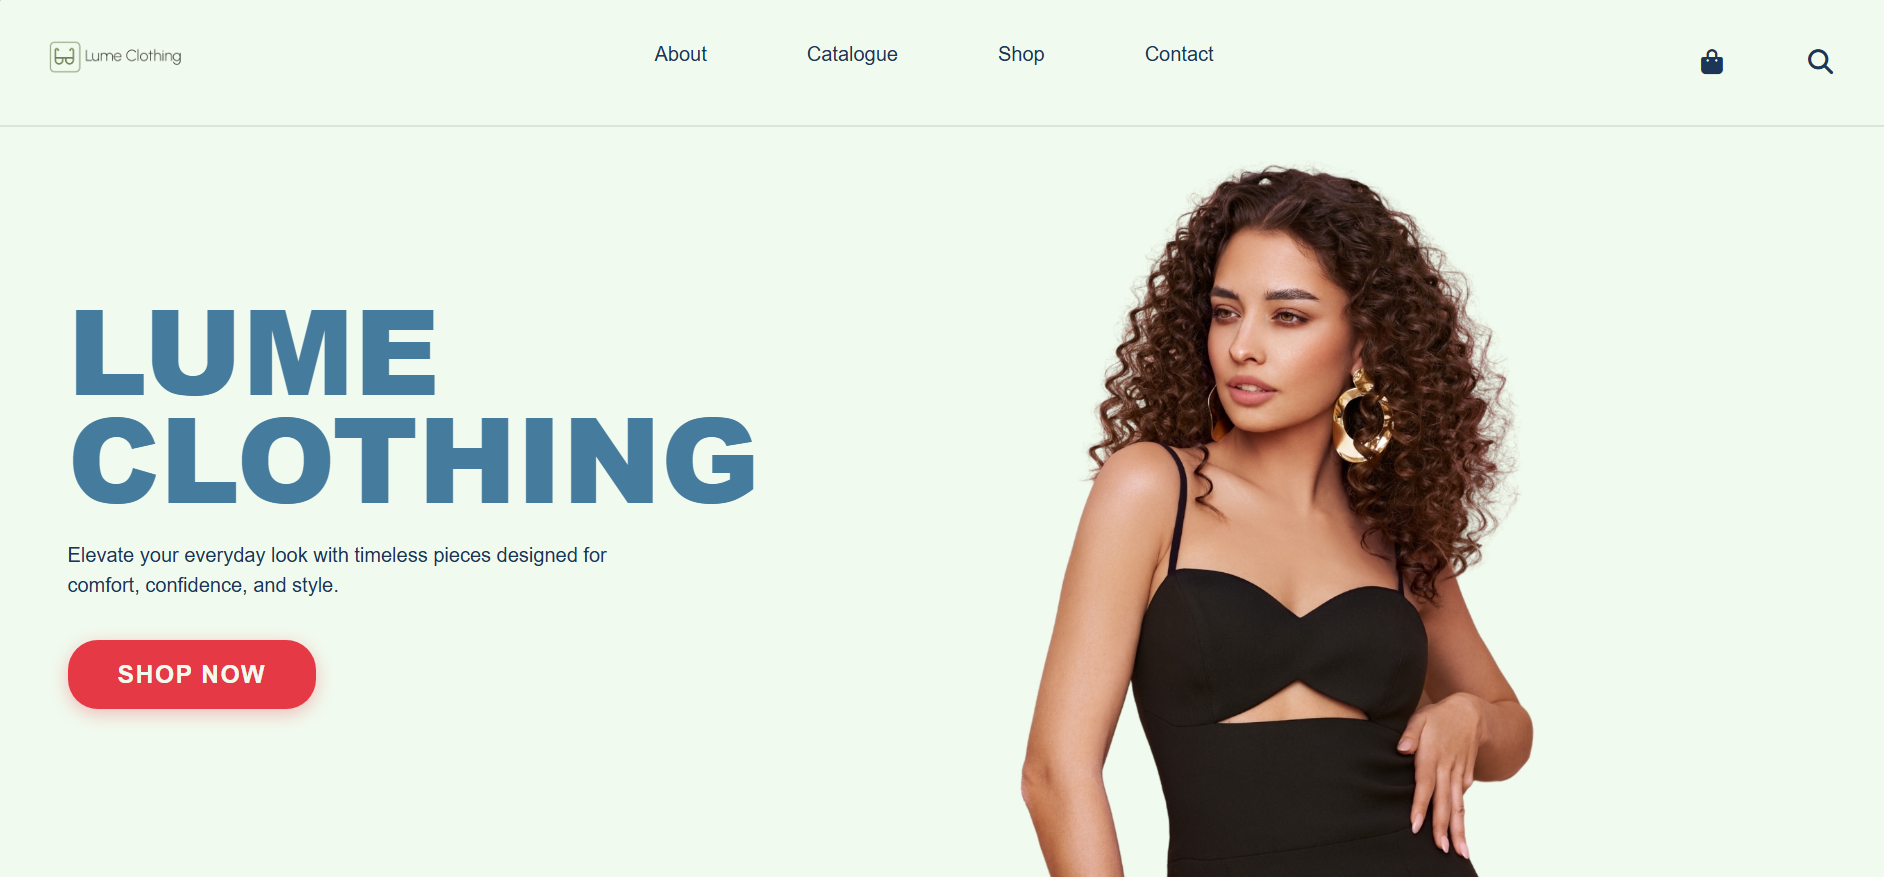 Lume Clothing
About
Catalogue
Shop
Contact
LUME
CLOTHING
Elevate your everyday look with timeless pieces designed for
comfort, confidence, and style.
SHOP NOW